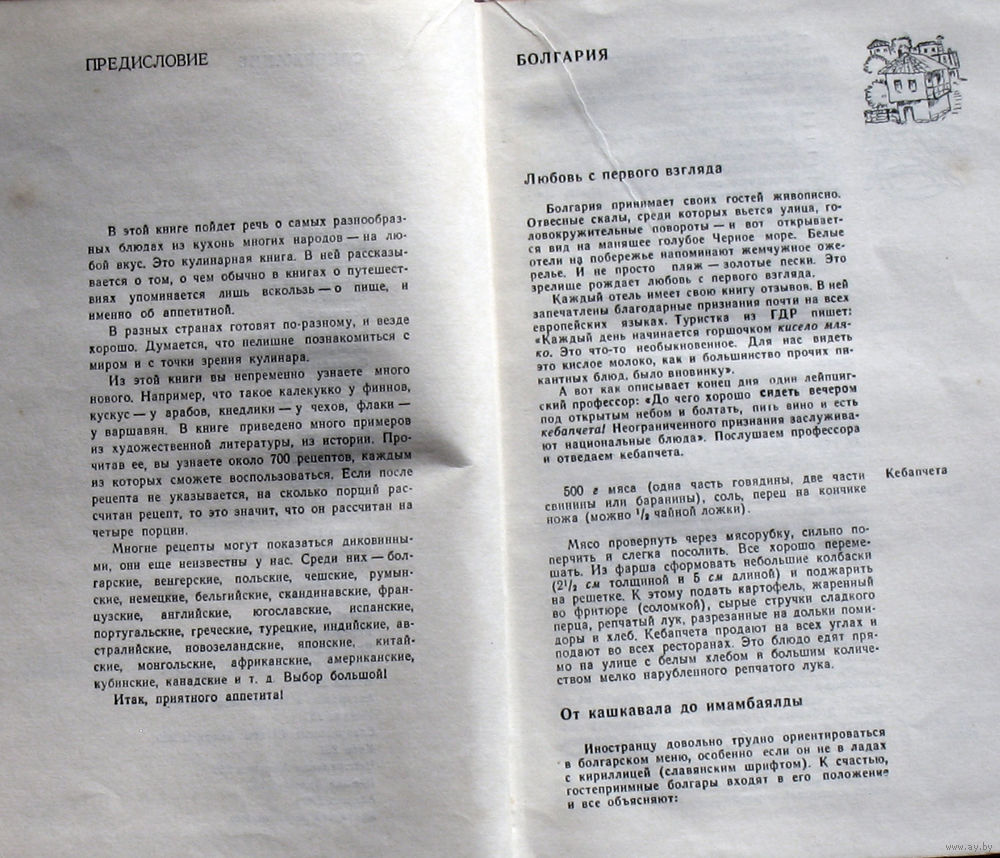 ПРЕДИСЛОВИЕ
В этой книге пойдет речь о самых разнообраз-
ных блюдах из кухонь многих народов — на лю-
бой вкус. Это кулинарная книга. В ней рассказы-
вается о том, о чем обычно в книгах о путешест-
виях упоминается лишь вскользь — о пище, и
именно об аппетитной.
В разных странах готовят по-разному, и везде
хорошо. Думается, что нелишне познакомиться с
миром и с точки зрения кулинара.
Из этой книги вы непременно узнаете много
нового. Например, что такое калекукко у финнов,
кускус — у арабов, кнедлики — у чехов, флаки —
у варшавян. В книге приведено много примеров
из художественной литературы, из истории. Про-
читав ее, вы узнаете около 700 рецептов, каждым
из которых сможете воспользоваться. Если после
рецепта не указывается, на сколько порций рас-
считан рецепт, то это значит, что он рассчитан на
четыре порции.
Многие рецепты могут показаться диковинны-
ми, они еще неизвестны у нас. Среди них — бол-
гарские, венгерские, польские, чешские, румын-
ские, немецкие, бельгийские, скандинавские, фран-
цузские, английские, югославские, испанские,
португальские, греческие, турецкие, индийские, ав-
стралийские, новозеландские, японские, китай-
ские, монгольские, африканские, американские,
кубинские, канадские и т. д. Выбор большой!
Итак, приятного аппетита!
БОЛГАРИЯ
Любовь с первого взгляда
Болгария принимает своих гостей живописно.
Отвесные скалы, среди которых вьется улица, го-
ловокружительные повороты — и вот открывает-
ся вид на манящее голубое Черное море. Белые
отели на побережье напоминают жемчужное оже-
релье. И не просто пляж — золотые пески. Это
зрелище рождает любовь с первого взгляда.
Каждый отель имеет свою книгу отзывов. В ней
запечатлены благодарные признания почти на всех
европейских языках. Туристка из ГДР пишет:
«Каждый день начинается горшочком кисело мля-
ко. Это что-то необыкновенное. Для нас видеть
это кислое молоко, как и большинство прочих пи-
кантных блюд, было вновинку».
А вот как описывает конец дня один лейпциг-
ский профессор: «До чего хорошо сидеть вечером
под открытым небом и болтать, пить вино и есть
кебапчета! Неограниченного признания заслужива-
ют национальные блюда». Послушаем профессора
и отведаем кебапчета.
Кебапчета
500 г мяса (одна часть говядины, две части
свинины или баранины), соль, перец на кончике
ножа (можно 1/2 чайной ложки).
Мясо провернуть через мясорубку, сильно по-
перчить и слегка посолить. Все хорошо переме-
шать. Из фарша сформовать небольшие колбаски
(2 1/2 см толщиной и 5 см длиной) и поджарить
на решетке. К этому подать картофель, жаренный
во фритюре (соломкой), сырые стручки сладкого
перца, репчатый лук, разрезанные на дольки поми-
доры и хлеб. Кебапчета продают на всех углах и
подают во всех ресторанах. Это блюдо едят пря-
мо на улице с белым хлебом и большим количе-
ством мелко нарубленного репчатого лука.
От кашкавала до имамбаялды
Иностранцу довольно трудно ориентироваться
в болгарском меню, особенно если он не в ладах
с кириллицей (славянским шрифтом). К счастью,
гостеприимные болгары входят в его положение
и все объясняют:
www.ay.by